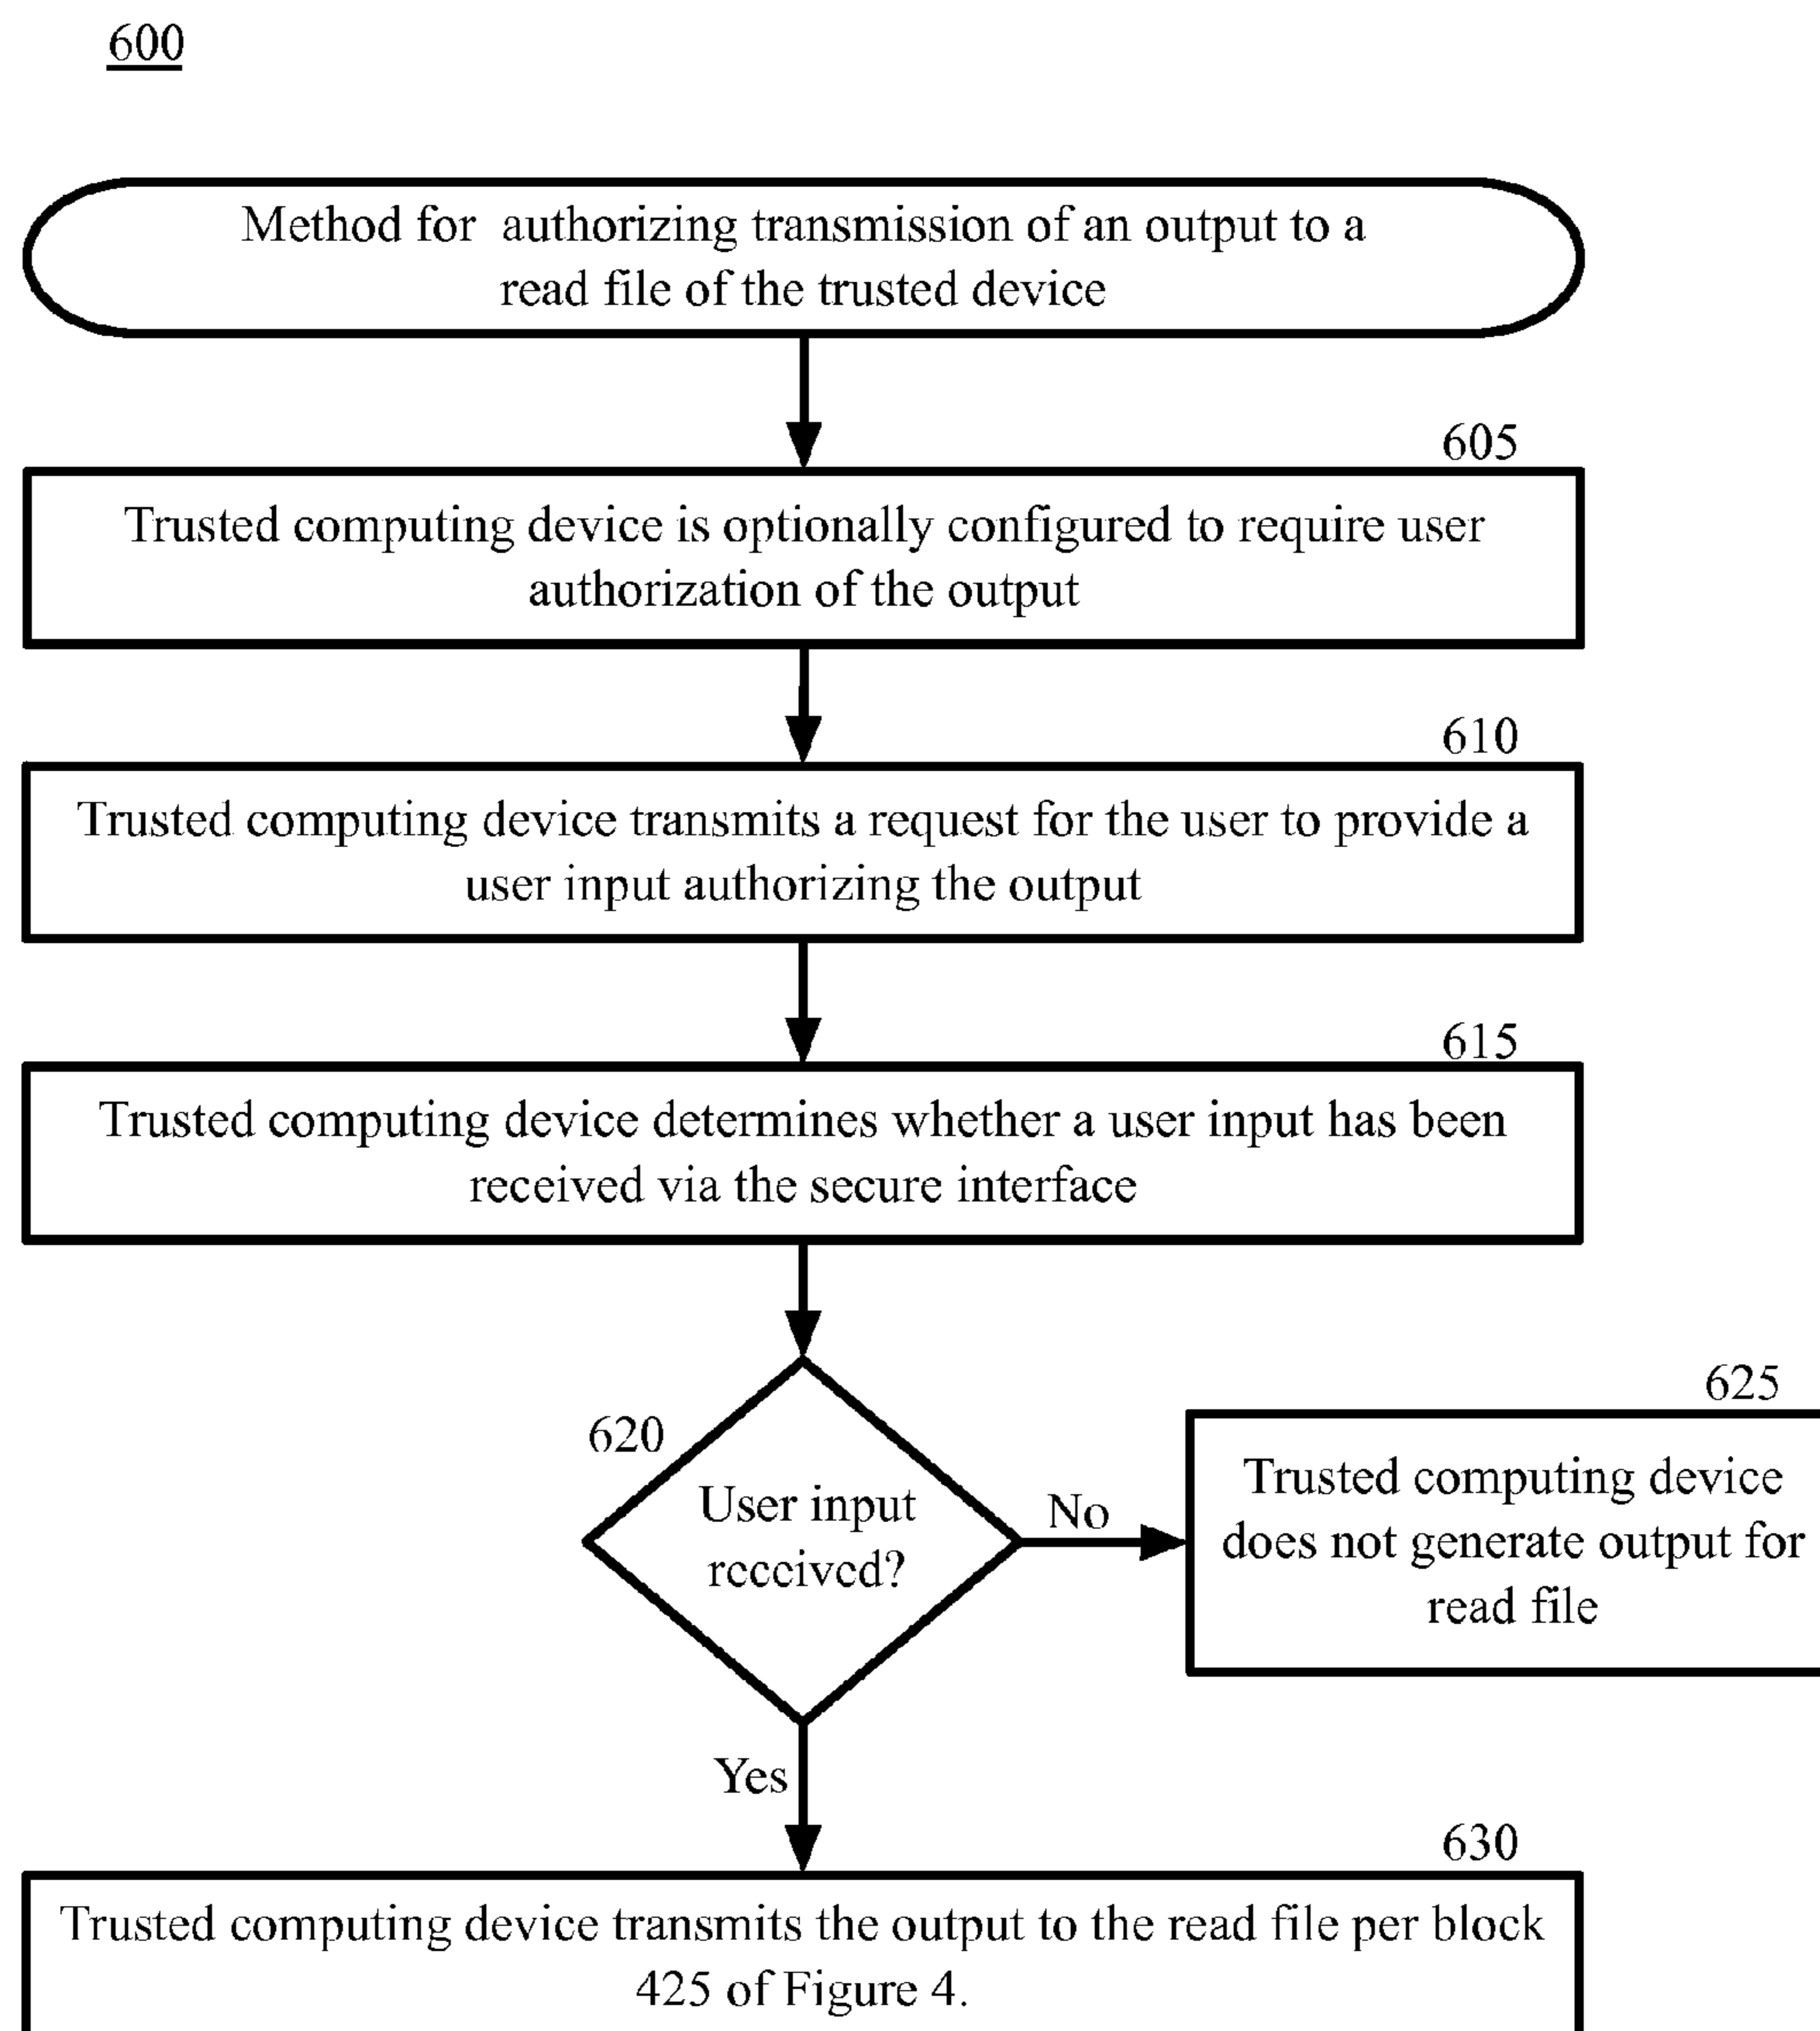 600
Method for authorizing transmission of an output to a
read file of the trusted device
605
Trusted computing device is optionally configured to require user
authorization of the output
610
Trusted computing device transmits a request for the user to provide a
user input authorizing the output
615
Trusted computing device determines whether a user input has been
received via the secure interface
620
User input
received?
No
625
Trusted computing device
does not generate output for
read file
Yes
630
Trusted computing device transmits the output to the read file per block
425 of Figure 4.